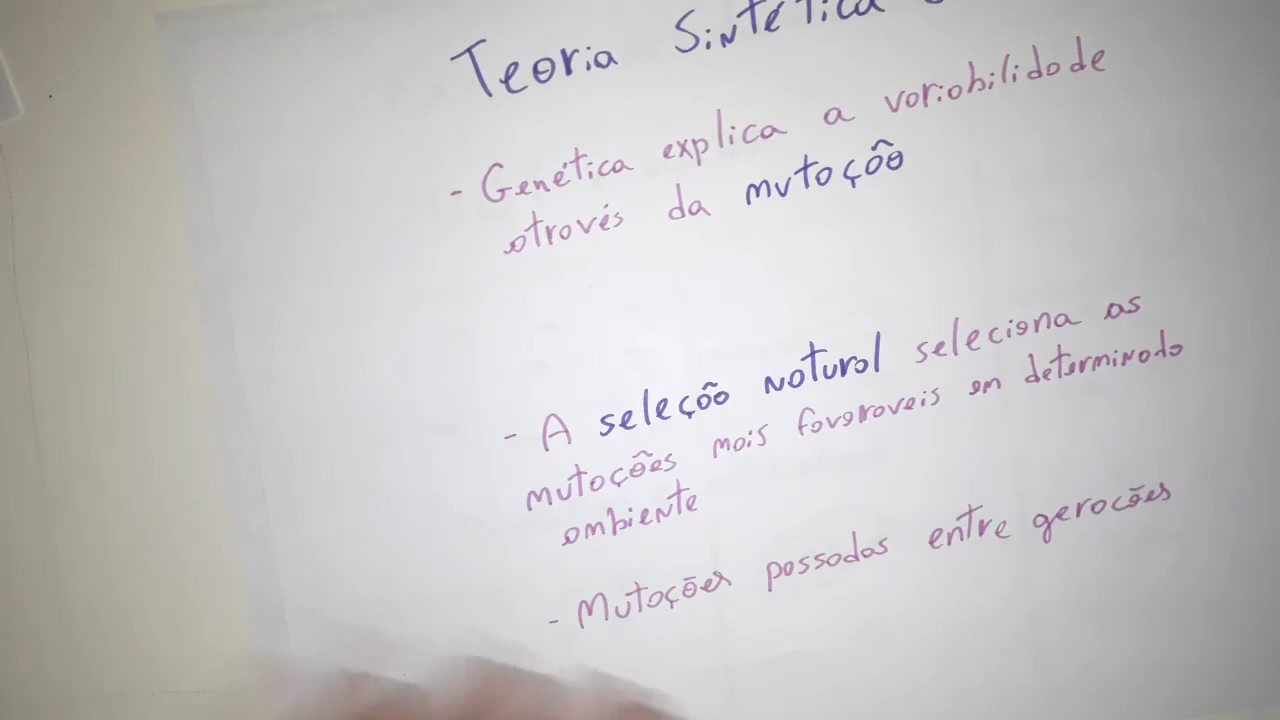 Teoria Sintética
- Genética explica a variabilidade
através da mutação
- A seleção natural seleciona as
mutações mais favoraveis em determinado
ambiente
- Mutações passadas entre gerações